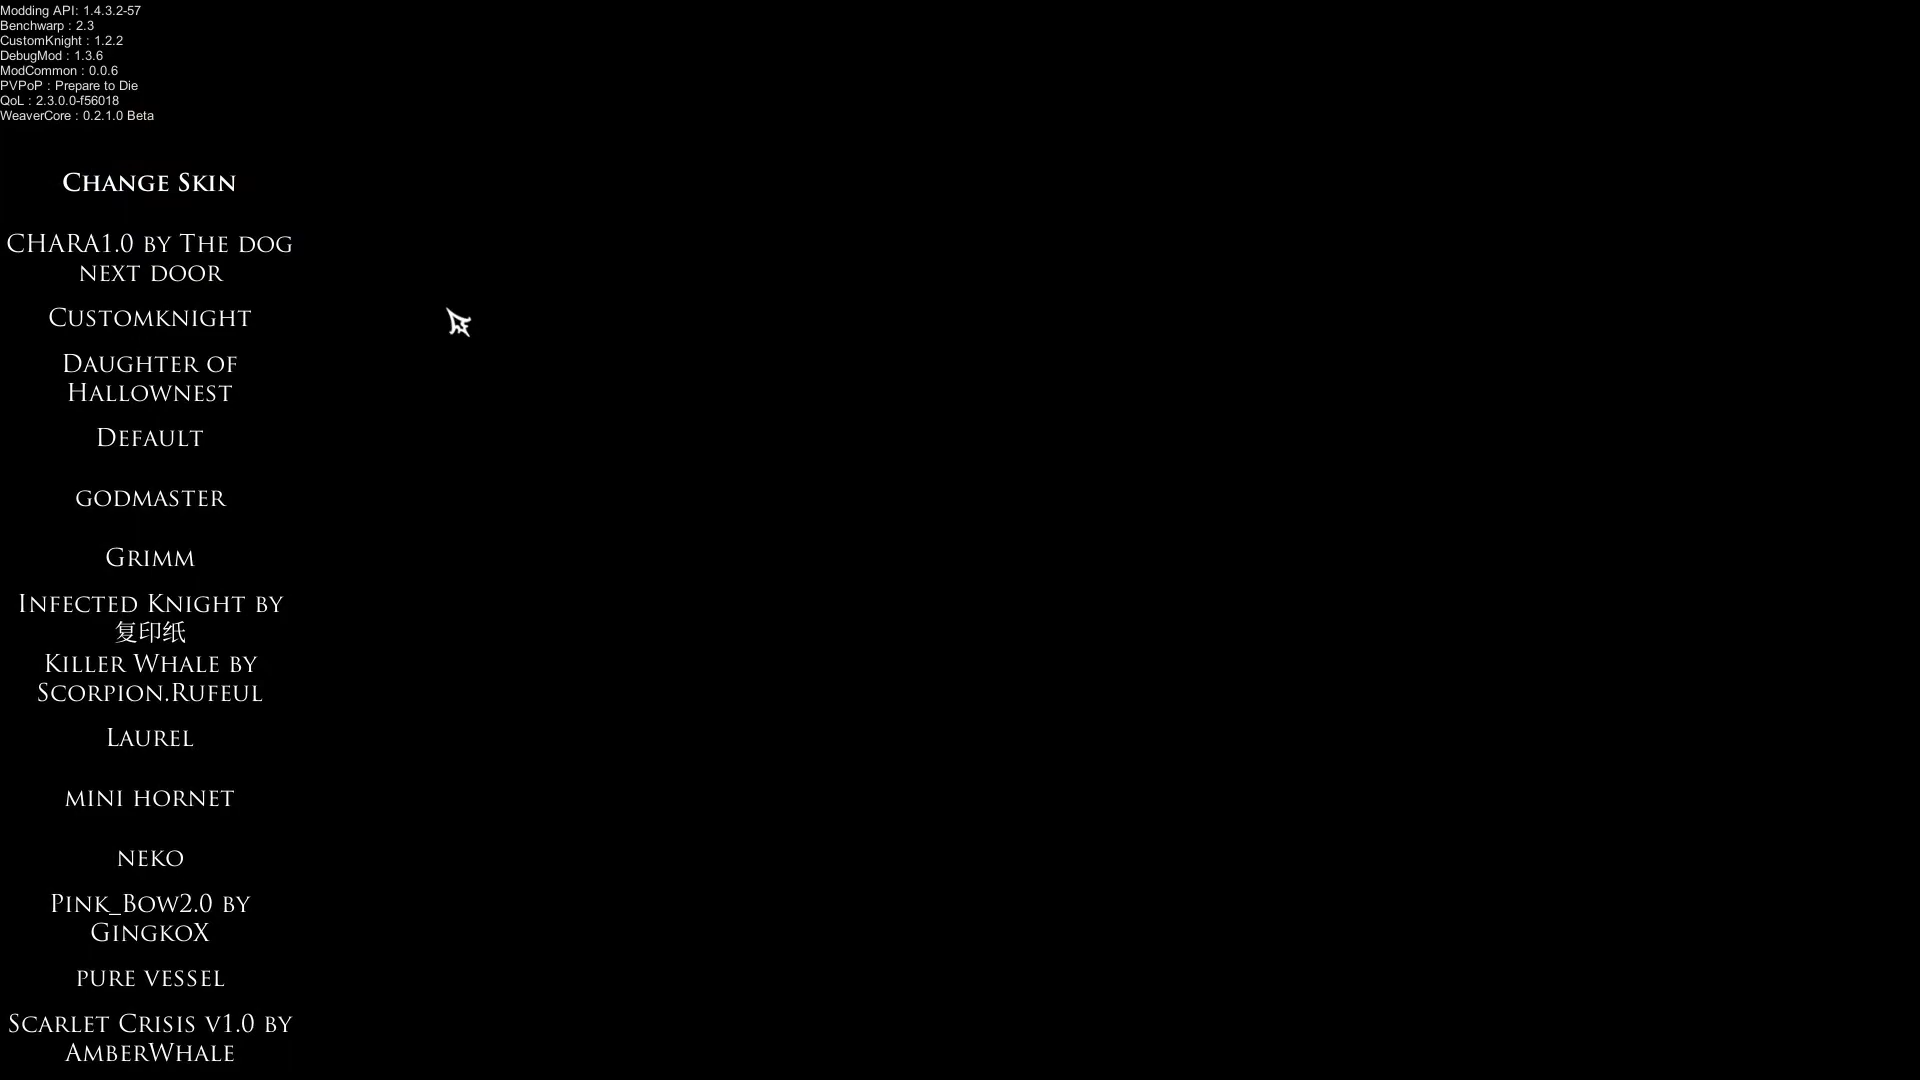 Modding API: 1.4.3.2-57
Benchwarp : 2.3
CustomKnight : 1.2.2
DebugMod : 1.3.6
ModCommon : 0.0.6
PVPoP : Prepare to Die
QoL : 2.3.0.0-f56018
WeaverCore : 0.2.1.0 Beta
Change Skin
CHARA1.0 by The dog
next door
Customknight
Daughter of
Hallownest
Default
godmaster
Grimm
Infected Knight by
复印纸
Killer Whale by
Scorpion.Rufeul
Laurel
mini hornet
neko
Pink_Bow2.0 by
GingkoX
pure vessel
Scarlet Crisis v1.0 by
AmberWhale